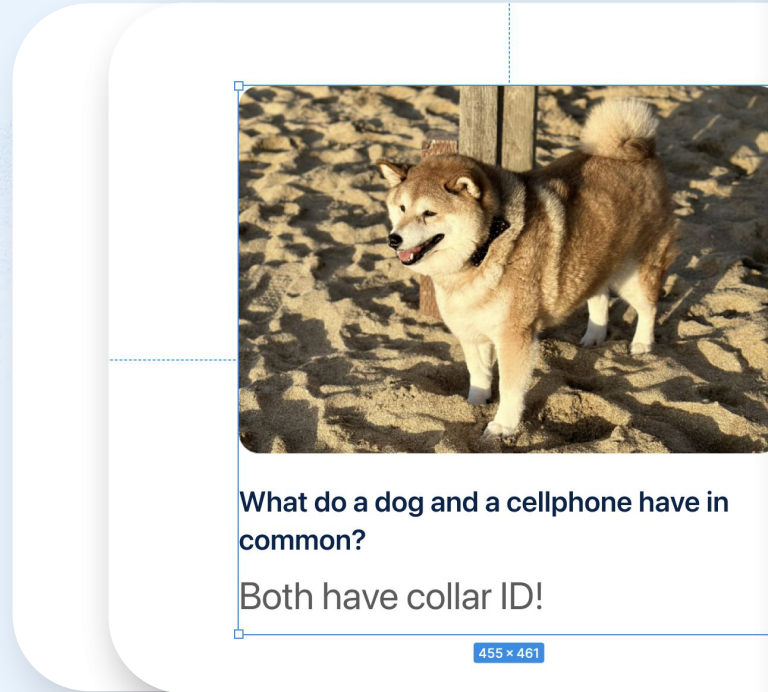 What do a dog and a cellphone have in
common?
Both have collar ID!
455 × 461